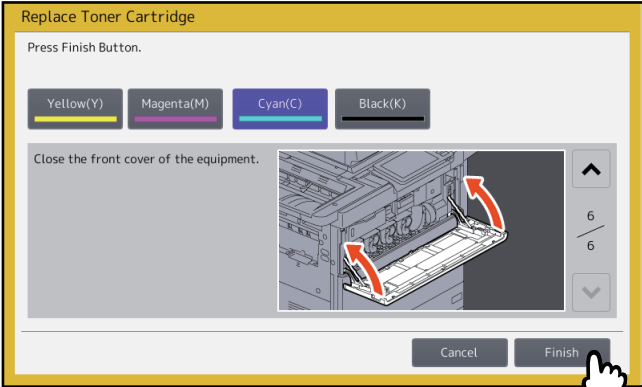 Replace Toner Cartridge
Press Finish Button.
Yellow(Y) Magenta(M) Cyan(C) Black(K)
Close the front cover of the equipment.
6
6
Cancel Finish